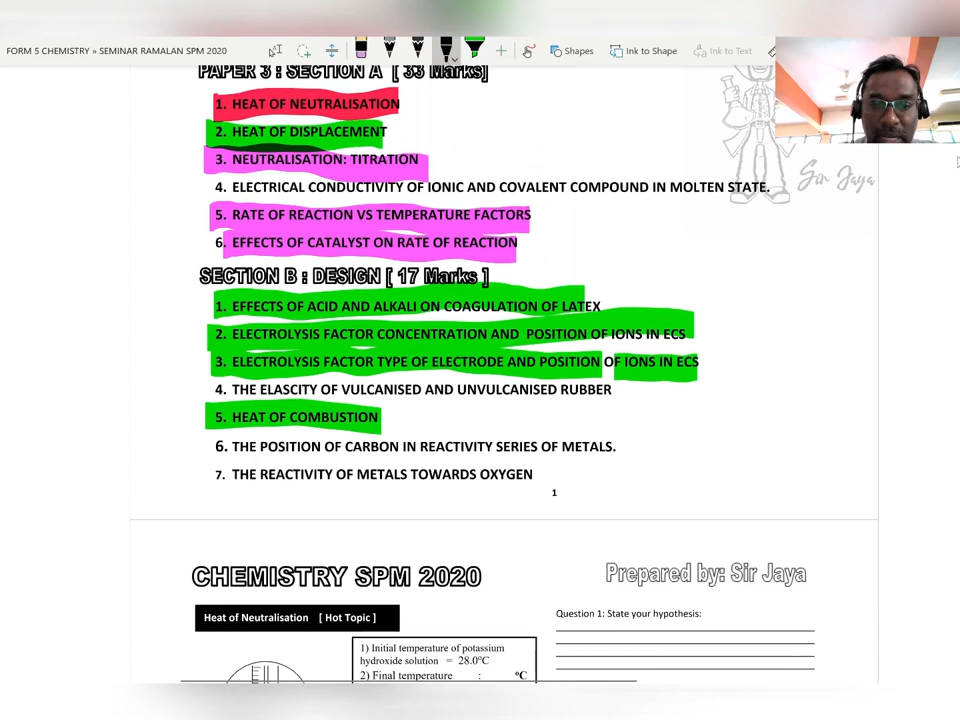 FORM 5 CHEMISTRY » SEMINAR RAMALAN SPM 2020
Shapes
Ink to Shape
Ink to Text
PAPER 3 : SECTION A [ 33 Marks]
1. HEAT OF NEUTRALISATION
2. HEAT OF DISPLACEMENT
3. NEUTRALISATION: TITRATION
4. ELECTRICAL CONDUCTIVITY OF IONIC AND COVALENT COMPOUND IN MOLTEN STATE.
5. RATE OF REACTION VS TEMPERATURE FACTORS
6. EFFECTS OF CATALYST ON RATE OF REACTION
Sir Jaya
SECTION B : DESIGN [ 17 Marks ]
1. EFFECTS OF ACID AND ALKALI ON COAGULATION OF LATEX
2. ELECTROLYSIS FACTOR CONCENTRATION AND POSITION OF IONS IN ECS
3. ELECTROLYSIS FACTOR TYPE OF ELECTRODE AND POSITION OF IONS IN ECS
4. THE ELASCITY OF VULCANISED AND UNVULCANISED RUBBER
5. HEAT OF COMBUSTION
6. THE POSITION OF CARBON IN REACTIVITY SERIES OF METALS.
7. THE REACTIVITY OF METALS TOWARDS OXYGEN
1
CHEMISTRY SPM 2020
Prepared by: Sir Jaya
Heat of Neutralisation [ Hot Topic ]
Question 1: State your hypothesis:
1) Initial temperature of potassium
hydroxide solution = 28.0°C
2) Final temperature : °C